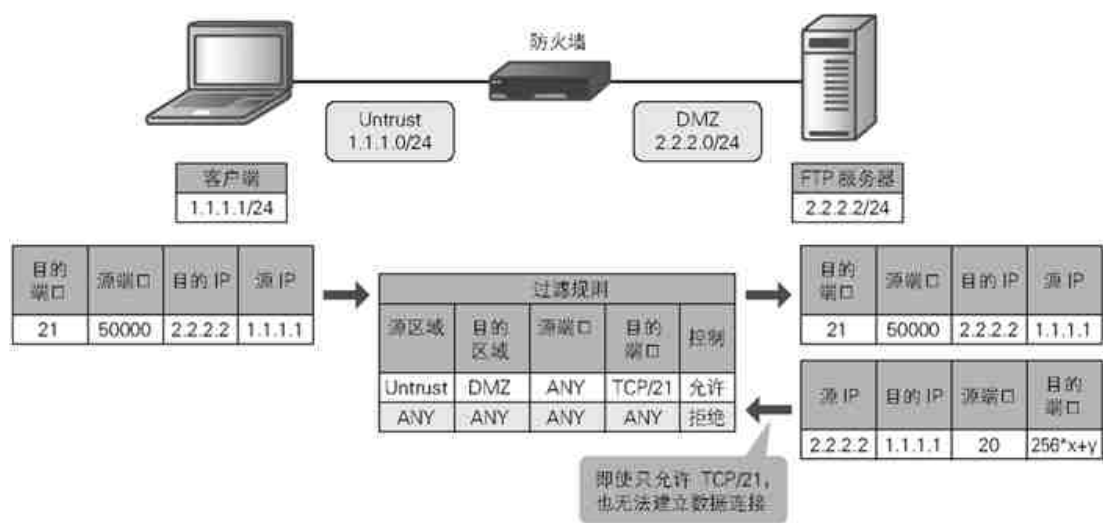 防火墙
Untrust
1.1.1.0/24
DMZ
2.2.2.0/24
客户端
1.1.1.1/24
FTP 服务器
2.2.2.2/24
目的端口 源端口 目的 IP 源 IP
21 50000 2.2.2.2 1.1.1.1
过滤规则
源区域 目的区域 源端口 目的端口 控制
Untrust DMZ ANY TCP/21 允许
ANY ANY ANY ANY 拒绝
目的端口 源端口 目的 IP 源 IP
21 50000 2.2.2.2 1.1.1.1
源 IP 目的 IP 源端口 目的端口
2.2.2.2 1.1.1.1 20 256*x+y
即使只允许 TCP/21,
也无法建立数据连接